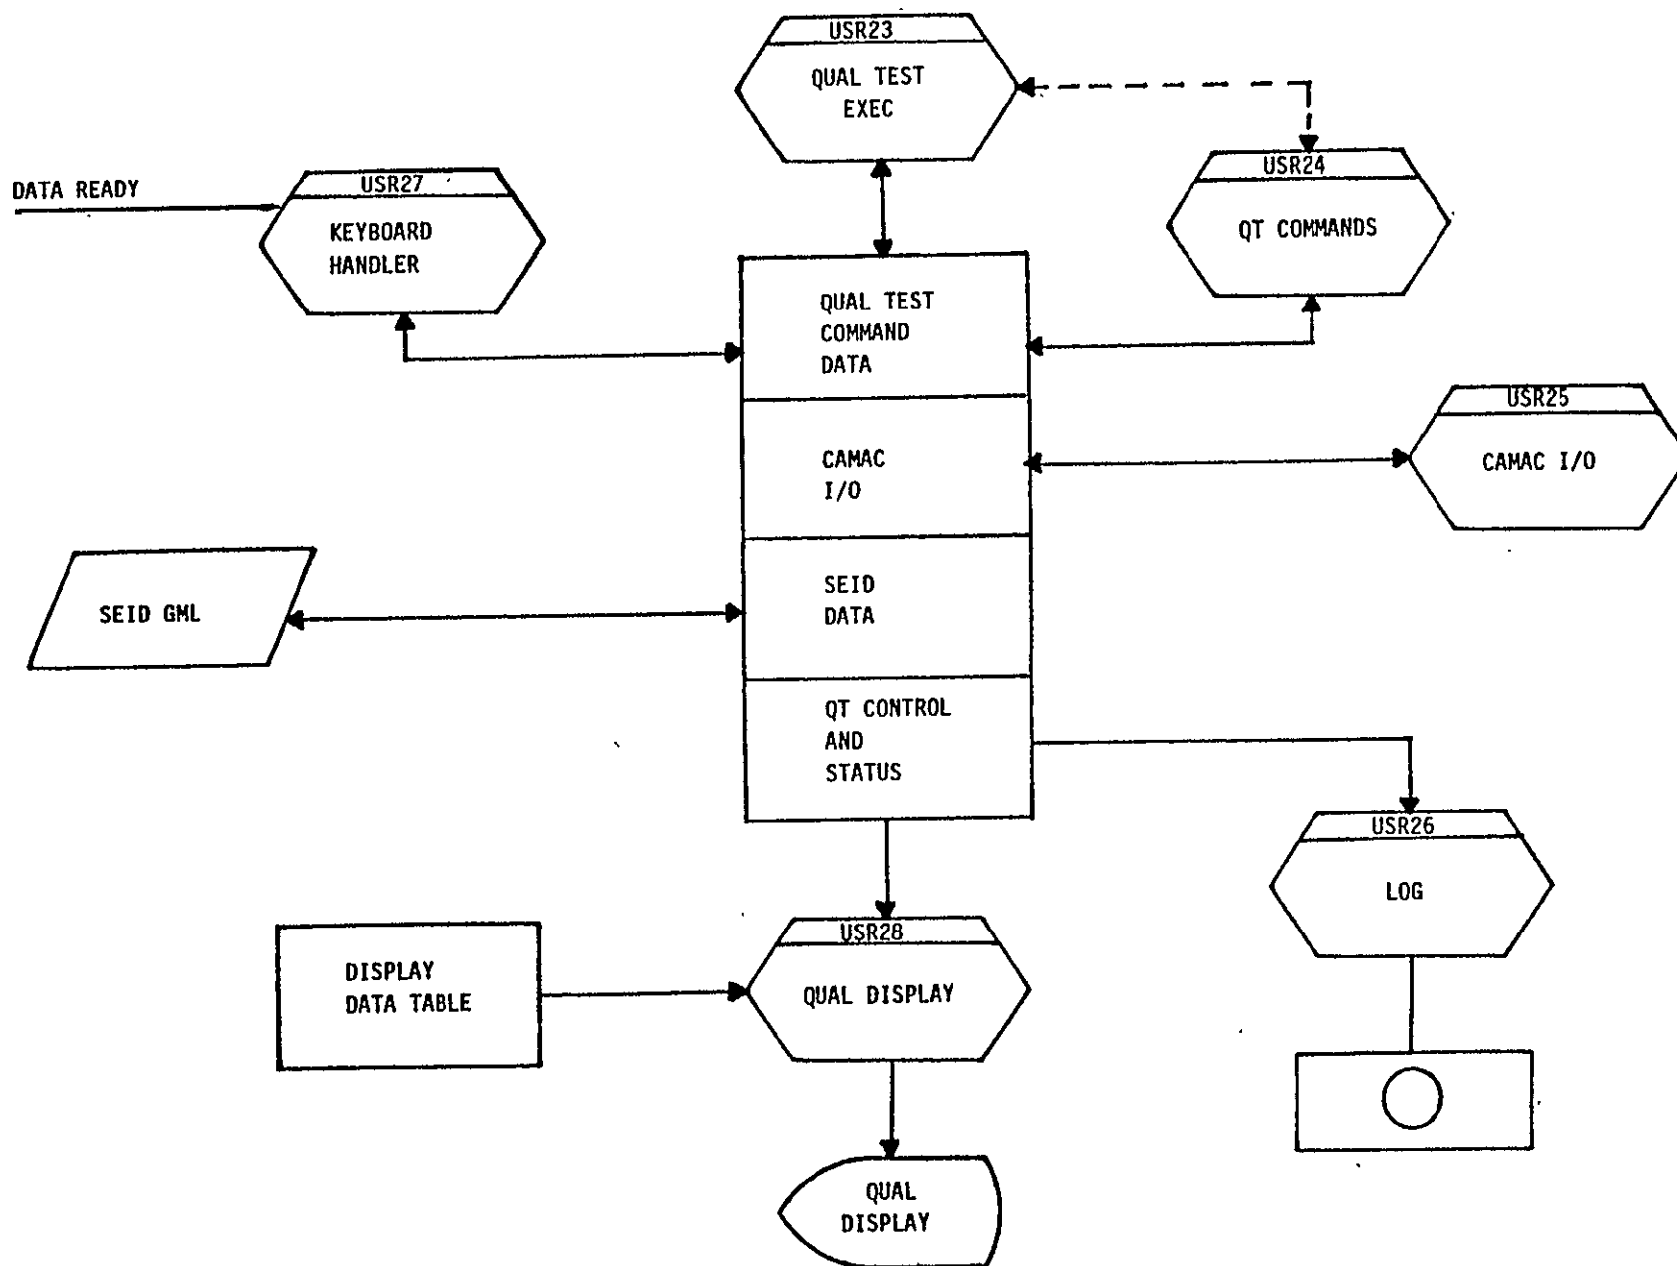 USR23
QUAL TEST
EXEC
USR24
QT COMMANDS
DATA READY
USR27
KEYBOARD
HANDLER
QUAL TEST
COMMAND
DATA
USR25
CAMAC I/O
CAMAC
I/O
SEID GML
SEID
DATA
QT CONTROL
AND
STATUS
USR26
LOG
DISPLAY
DATA TABLE
USR28
QUAL DISPLAY
QUAL
DISPLAY